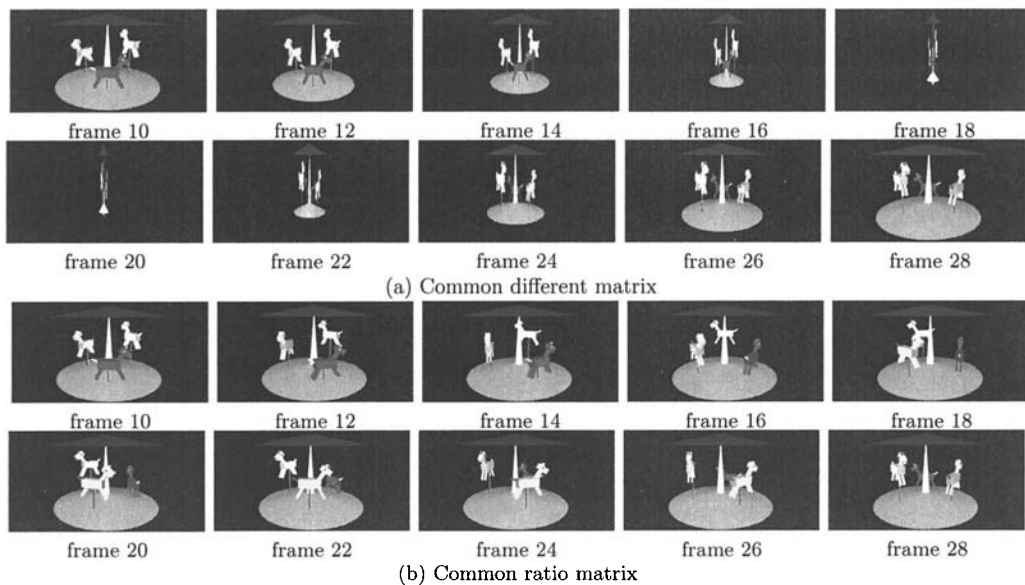 frame 10 frame 12 frame 14 frame 16 frame 18
frame 20 frame 22 frame 24 frame 26 frame 28
(a) Common different matrix
frame 10 frame 12 frame 14 frame 16 frame 18
frame 20 frame 22 frame 24 frame 26 frame 28
(b) Common ratio matrix